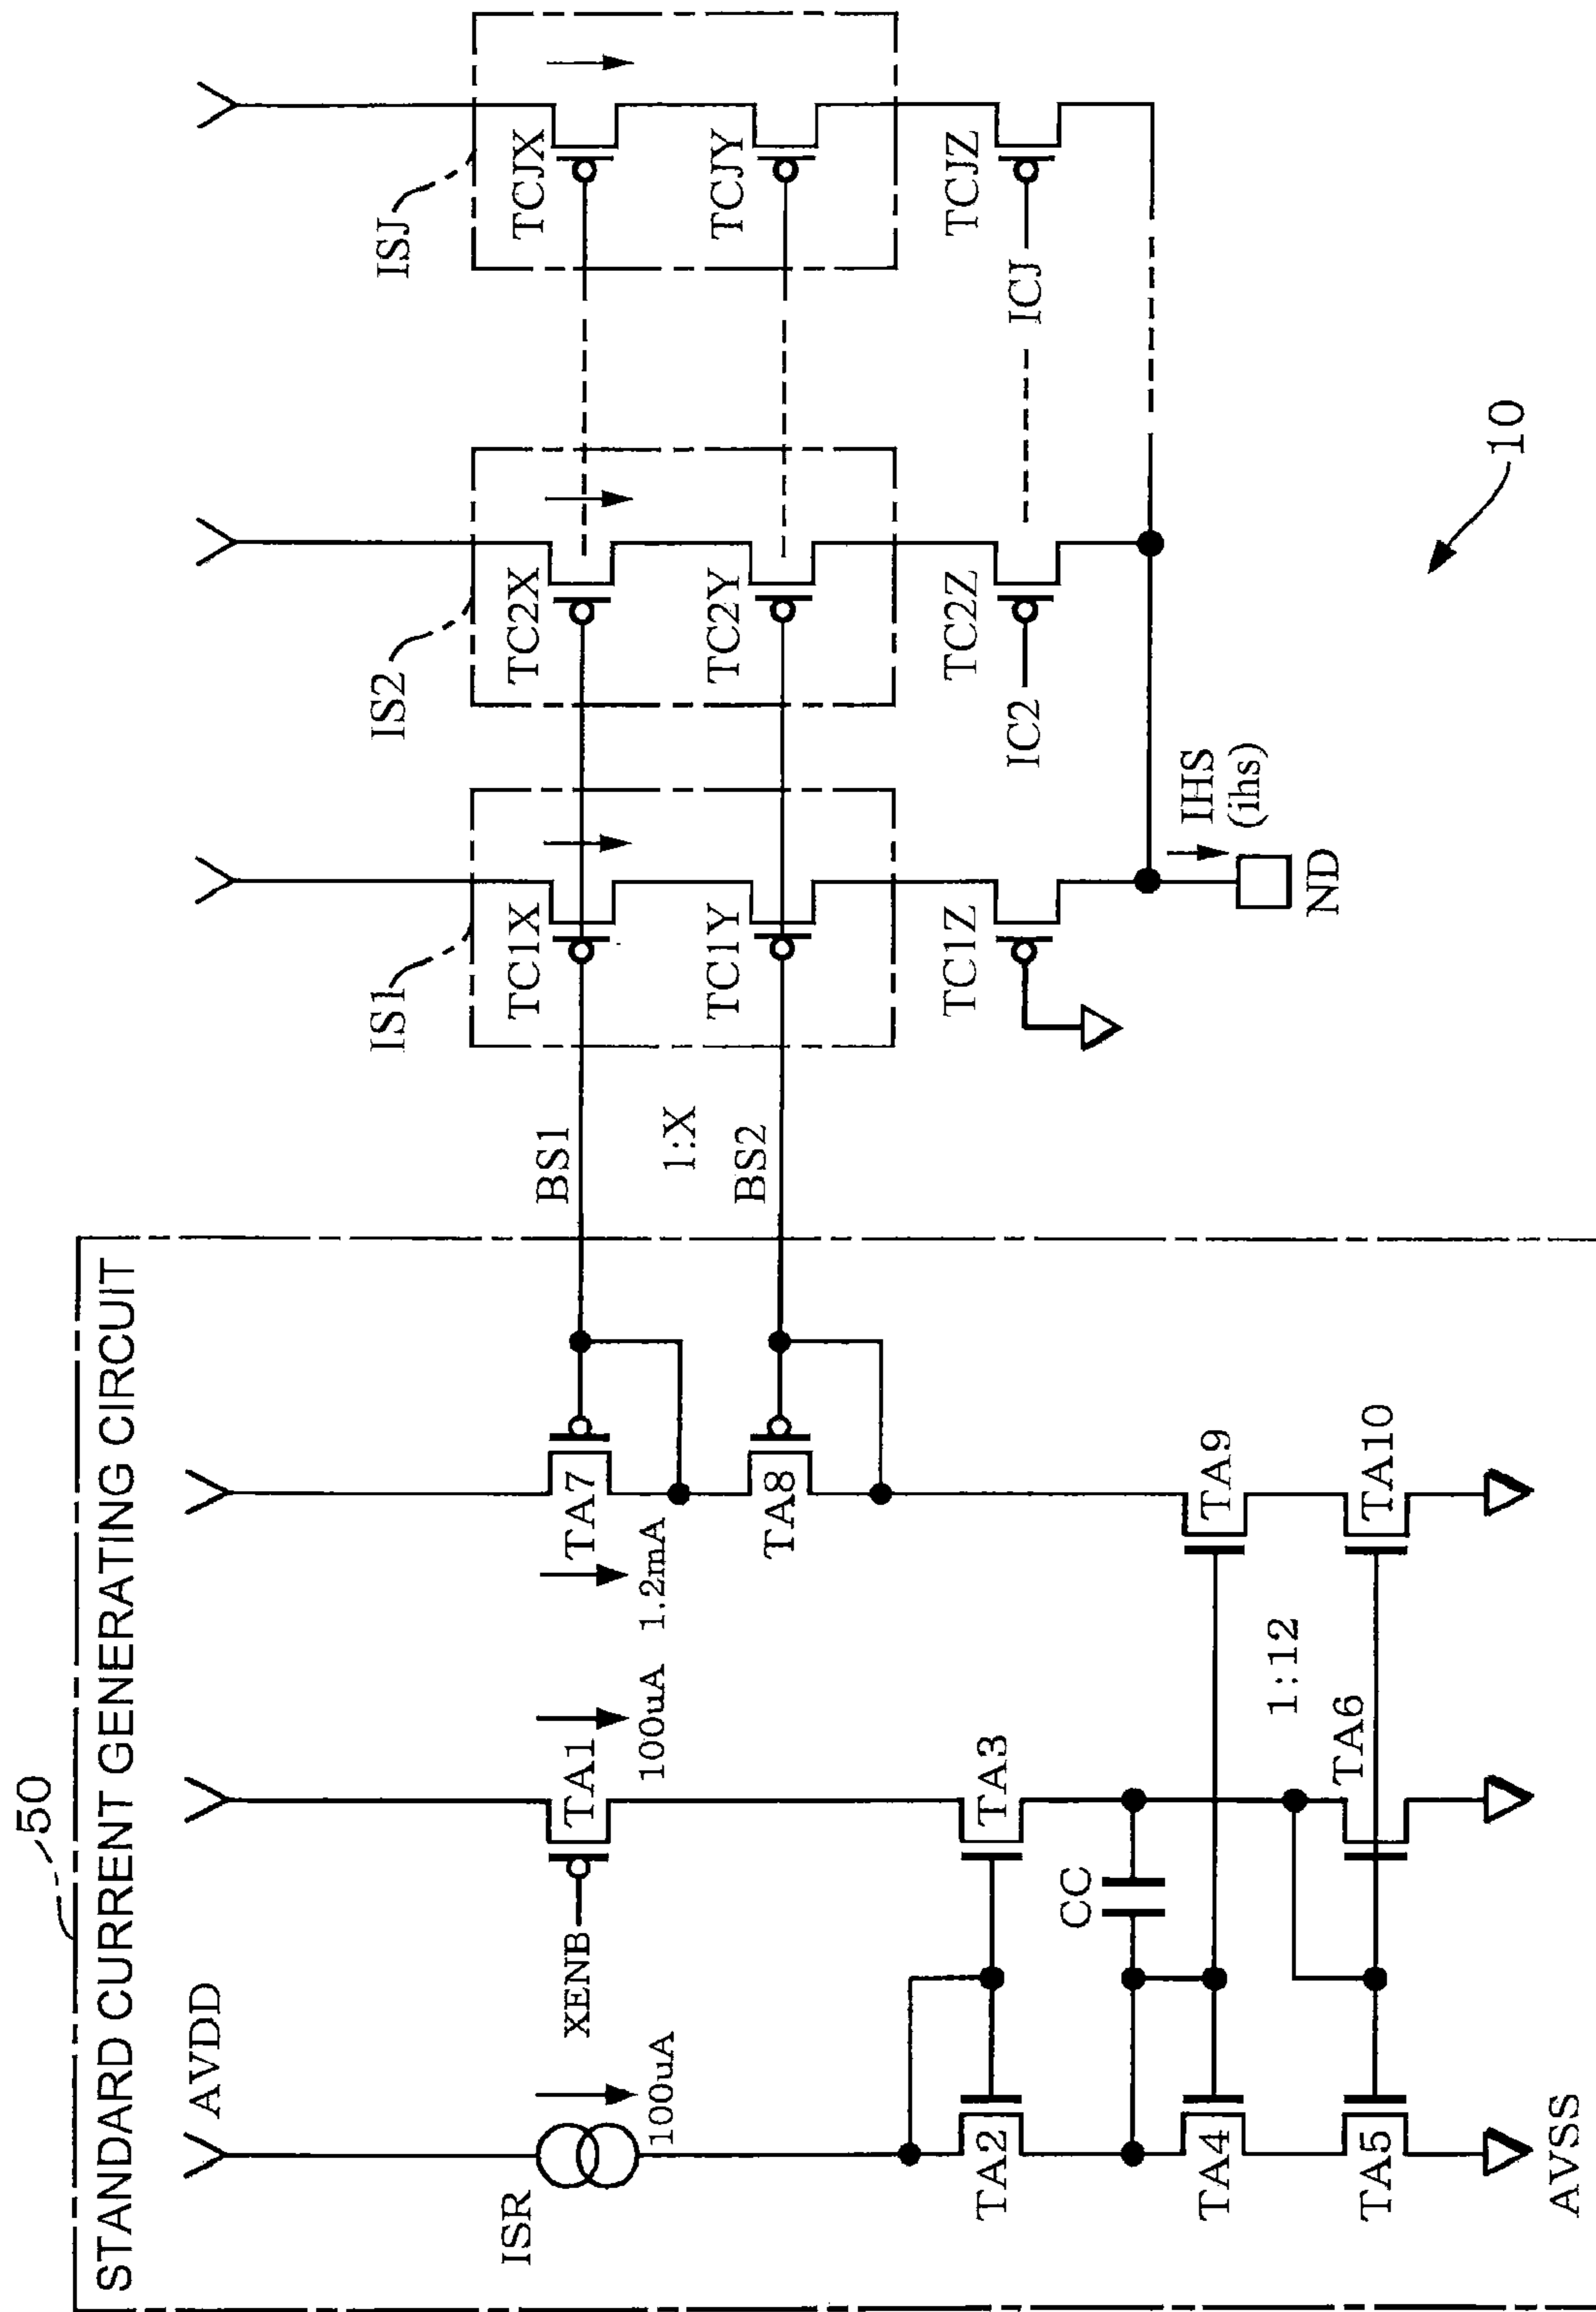 50
STANDARD CURRENT GENERATING CIRCUIT
AVDD
ISR
100uA
XENB
TA1
100uA
TA7
1.2mA
TA8
TA2
TA3
CC
TA4
TA9
1:12
TA5
TA6
TA10
AVSS
BS1
1:X
BS2
IS1
TC1X
TC1Y
TC1Z
IS2
TC2X
TC2Y
TC2Z
IC2
ISJ
TCJX
TCJY
TCJZ
ICJ
IHS
(ihs)
ND
10